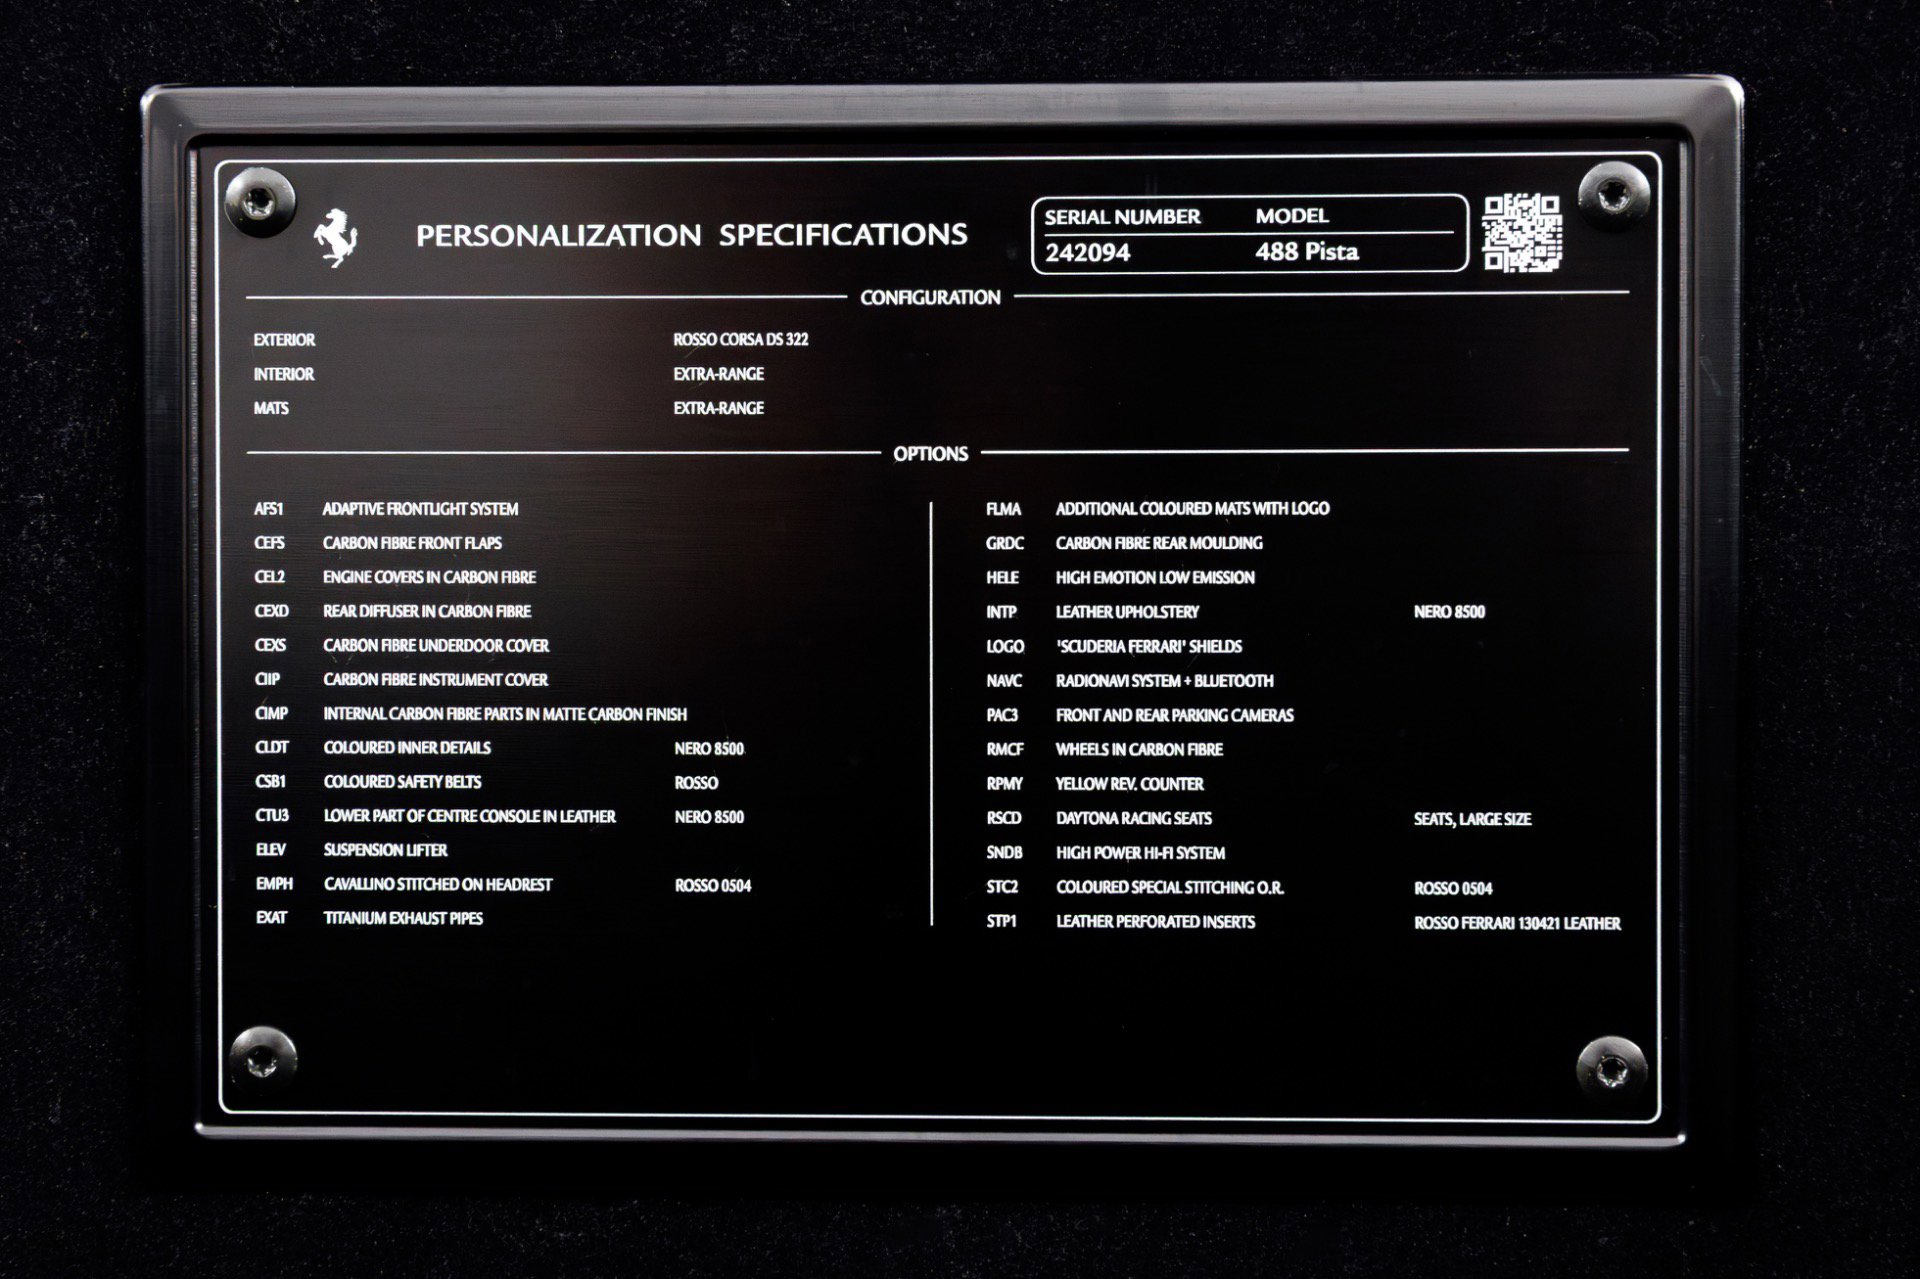 PERSONALIZATION SPECIFICATIONS
SERIAL NUMBER MODEL
242094 488 Pista
CONFIGURATION
EXTERIOR ROSSO CORSA DS 322
INTERIOR EXTRA-RANGE
MATS EXTRA-RANGE
OPTIONS
AFS1 ADAPTIVE FRONTLIGHT SYSTEM
CEFS CARBON FIBRE FRONT FLAPS
CEL2 ENGINE COVERS IN CARBON FIBRE
CEXD REAR DIFFUSER IN CARBON FIBRE
CEXS CARBON FIBRE UNDERDOOR COVER
CIIP CARBON FIBRE INSTRUMENT COVER
CIMP INTERNAL CARBON FIBRE PARTS IN MATTE CARBON FINISH
CLDT COLOURED INNER DETAILS NERO 8500
CSB1 COLOURED SAFETY BELTS ROSSO
CTU3 LOWER PART OF CENTRE CONSOLE IN LEATHER NERO 8500
ELEV SUSPENSION LIFTER
EMPH CAVALLINO STITCHED ON HEADREST ROSSO 0504
EXAT TITANIUM EXHAUST PIPES
FLMA ADDITIONAL COLOURED MATS WITH LOGO
GRDC CARBON FIBRE REAR MOULDING
HELE HIGH EMOTION LOW EMISSION
INTP LEATHER UPHOLSTERY NERO 8500
LOGO 'SCUDERIA FERRARI' SHIELDS
NAVC RADIONAVI SYSTEM + BLUETOOTH
PAC3 FRONT AND REAR PARKING CAMERAS
RMCF WHEELS IN CARBON FIBRE
RPMY YELLOW REV. COUNTER
RSCD DAYTONA RACING SEATS SEATS, LARGE SIZE
SNDB HIGH POWER HI-FI SYSTEM
STC2 COLOURED SPECIAL STITCHING O.R. ROSSO 0504
STP1 LEATHER PERFORATED INSERTS ROSSO FERRARI 130421 LEATHER